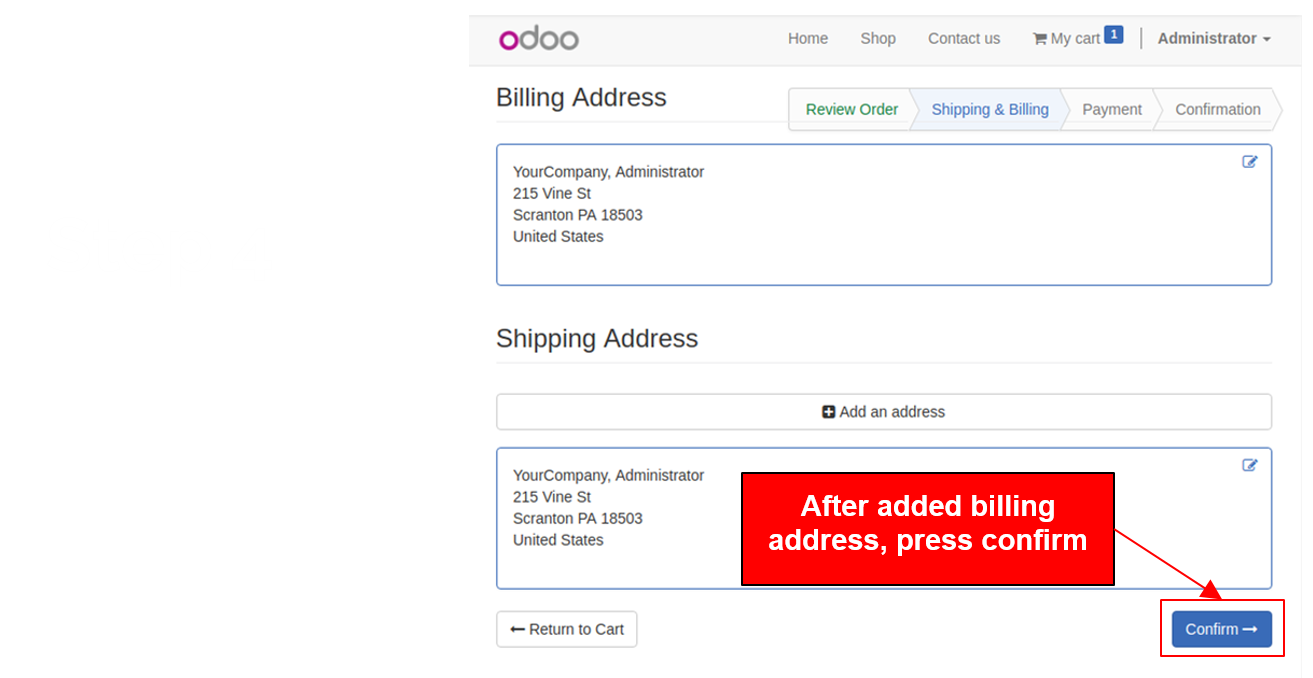 odoo
Home Shop Contact us My cart 1 Administrator
Billing Address
Review Order Shipping & Billing Payment Confirmation
YourCompany, Administrator
215 Vine St
Scranton PA 18503
United States
Shipping Address
Add an address
YourCompany, Administrator
215 Vine St
Scranton PA 18503
United States
After added billing
address, press confirm
Return to Cart
Confirm